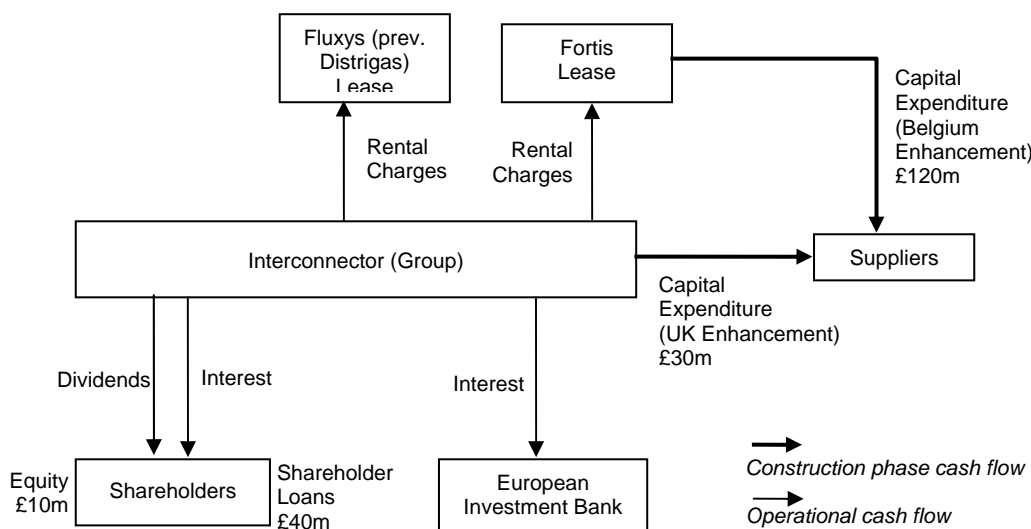 Fluxys (prev.
Distrigas)
Lease
Fortis
Lease
Capital
Expenditure
(Belgium
Enhancement)
£120m
Rental
Charges
Rental
Charges
Interconnector (Group)
Suppliers
Capital
Expenditure
(UK Enhancement)
£30m
Dividends
Interest
Interest
Equity
£10m
Shareholders
Shareholder
Loans
£40m
European
Investment Bank
Construction phase cash flow
Operational cash flow